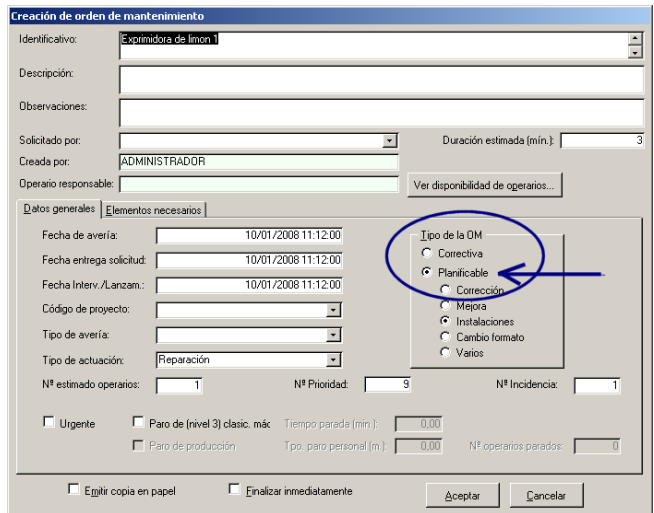 Creación de orden de mantenimiento
Identificativo: Exprimidora de limon 1
Descripción:
Observaciones:
Solicitado por: Duración estimada (mín.): 3
Creada por: ADMINISTRADOR
Operario responsable: Ver disponibilidad de operarios...
Datos generales Elementos necesarios
Fecha de avería: 10/01/2008 11:12:00 Tipo de la OM
Correctiva
Fecha entrega solicitud: 10/01/2008 11:12:00
Planificable
Fecha Interv./Lanzam.: 10/01/2008 11:12:00
Corrección
Código de proyecto: Mejora
Instalaciones
Tipo de avería: Cambio formato
Varios
Tipo de actuación: Reparación
Nº estimado operarios: 1 Nº Prioridad: 9 Nº Incidencia: 1
Urgente Paro de (nivel 3) clasic. mác Tiempo parada (min.): 0,00
Paro de producción Tpo. paro personal (m.): 0,00 Nº operarios parados: 0
Emitir copia en papel Finalizar inmediatamente Aceptar Cancelar